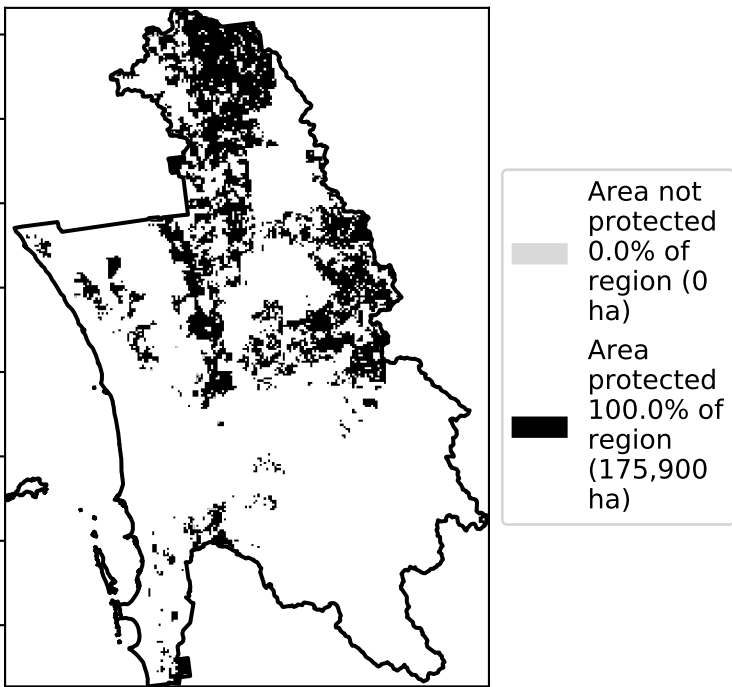 Area not
protected
0.0% of
region (0
ha)
Area
protected
100.0% of
region
(175,900
ha)